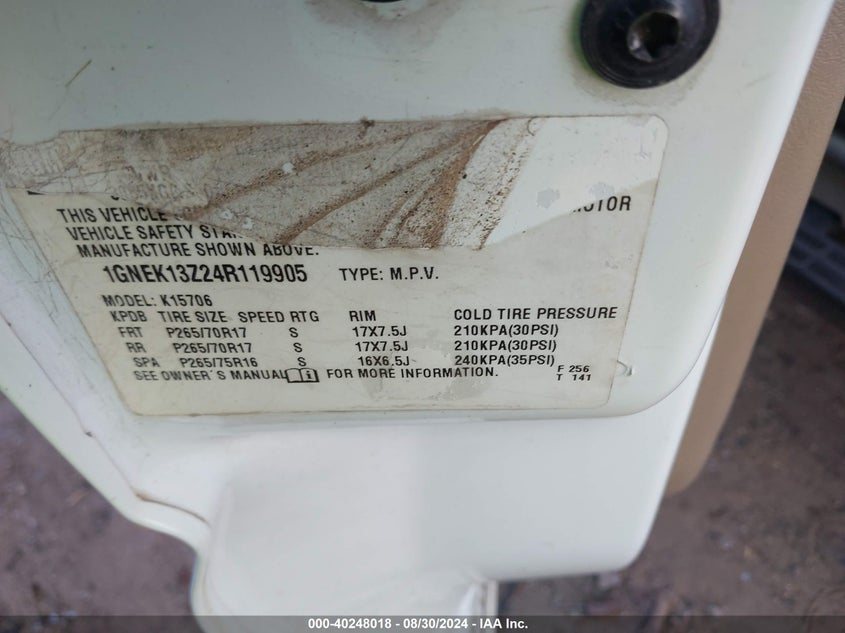 THIS VEHICLE
MOTOR
VEHICLE SAFETY
MANUFACTURE SHOWN ABOVE.
1GNEK13Z24R119905 TYPE: M.P.V.
MODEL: K15706
KPDB TIRE SIZE SPEED RTG RIM COLD TIRE PRESSURE
FRT P265/70R17 S 17X7.5J 210KPA(30PSI)
RR P265/70R17 S 17X7.5J 210KPA(30PSI)
SPA P265/75R16 S 16X6.5J 240KPA(35PSI)
SEE OWNER'S MANUAL FOR MORE INFORMATION.
F 256
T 141
000-40248018 - 08/30/2024 - IAA Inc.